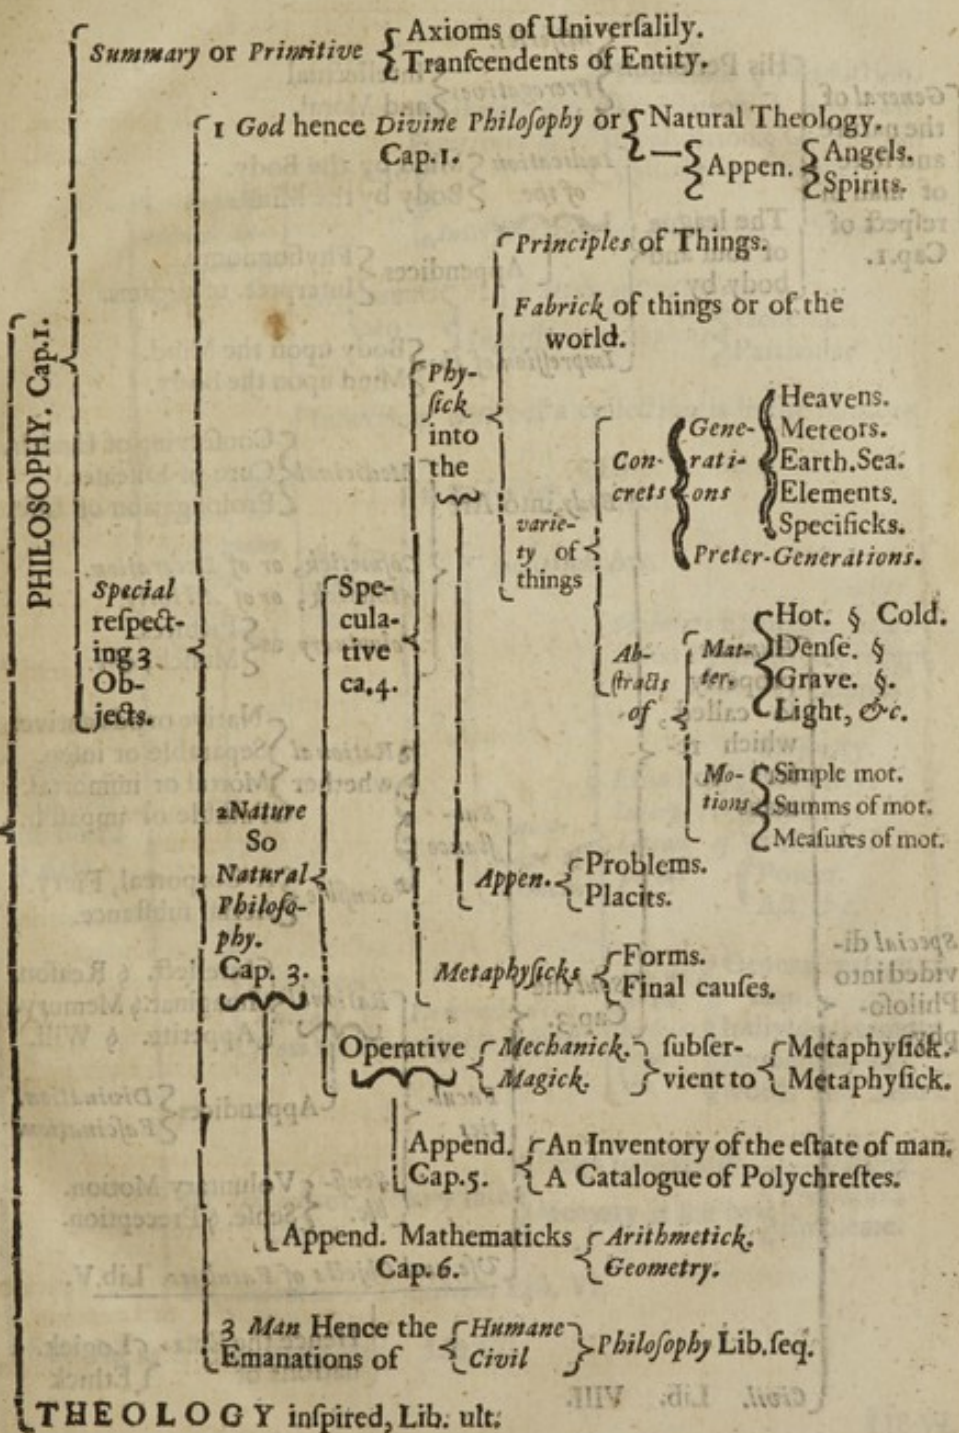 Summary or Primitive
Axioms of Univerſalily.
Tranſcendents of Entity.
1 God hence Divine Philoſophy or
Cap.1.
Natural Theology.
Appen.
Angels.
Spirits.
PHILOSOPHY. Cap.1.
Special
reſpect-
ing 3
Ob-
jects.
2Nature
So
Natural
Philoſo-
phy.
Cap. 3.
Spe-
cula-
tive
ca.4.
Phy-
ſick
into
the
Principles of Things.
Fabrick of things or of the
world.
varie-
ty of
things
Con-
crets
Gene-
rati-
ons
Heavens.
Meteors.
Earth.Sea.
Elements.
Specificks.
Preter-Generations.
Ab-
ſtracts
of
Mat-
ter.
Hot. § Cold.
Denſe. §
Grave. §.
Light, &c.
Mo-
tions
Simple mot.
Summs of mot.
Meaſures of mot.
Appen.
Problems.
Placits.
Metaphyſicks
Forms.
Final cauſes.
Operative
Mechanick.
Magick.
ſubſer-
vient to
Metaphyſick.
Metaphyſick.
Append.
Cap.5.
An Inventory of the eſtate of man.
A Catalogue of Polychreſtes.
Append. Mathematicks
Cap.6.
Arithmetick.
Geometry.
3 Man Hence the
Emanations of
Humane
Civil
Philoſophy Lib.ſeq.
THEOLOGY inſpired, Lib. ult.